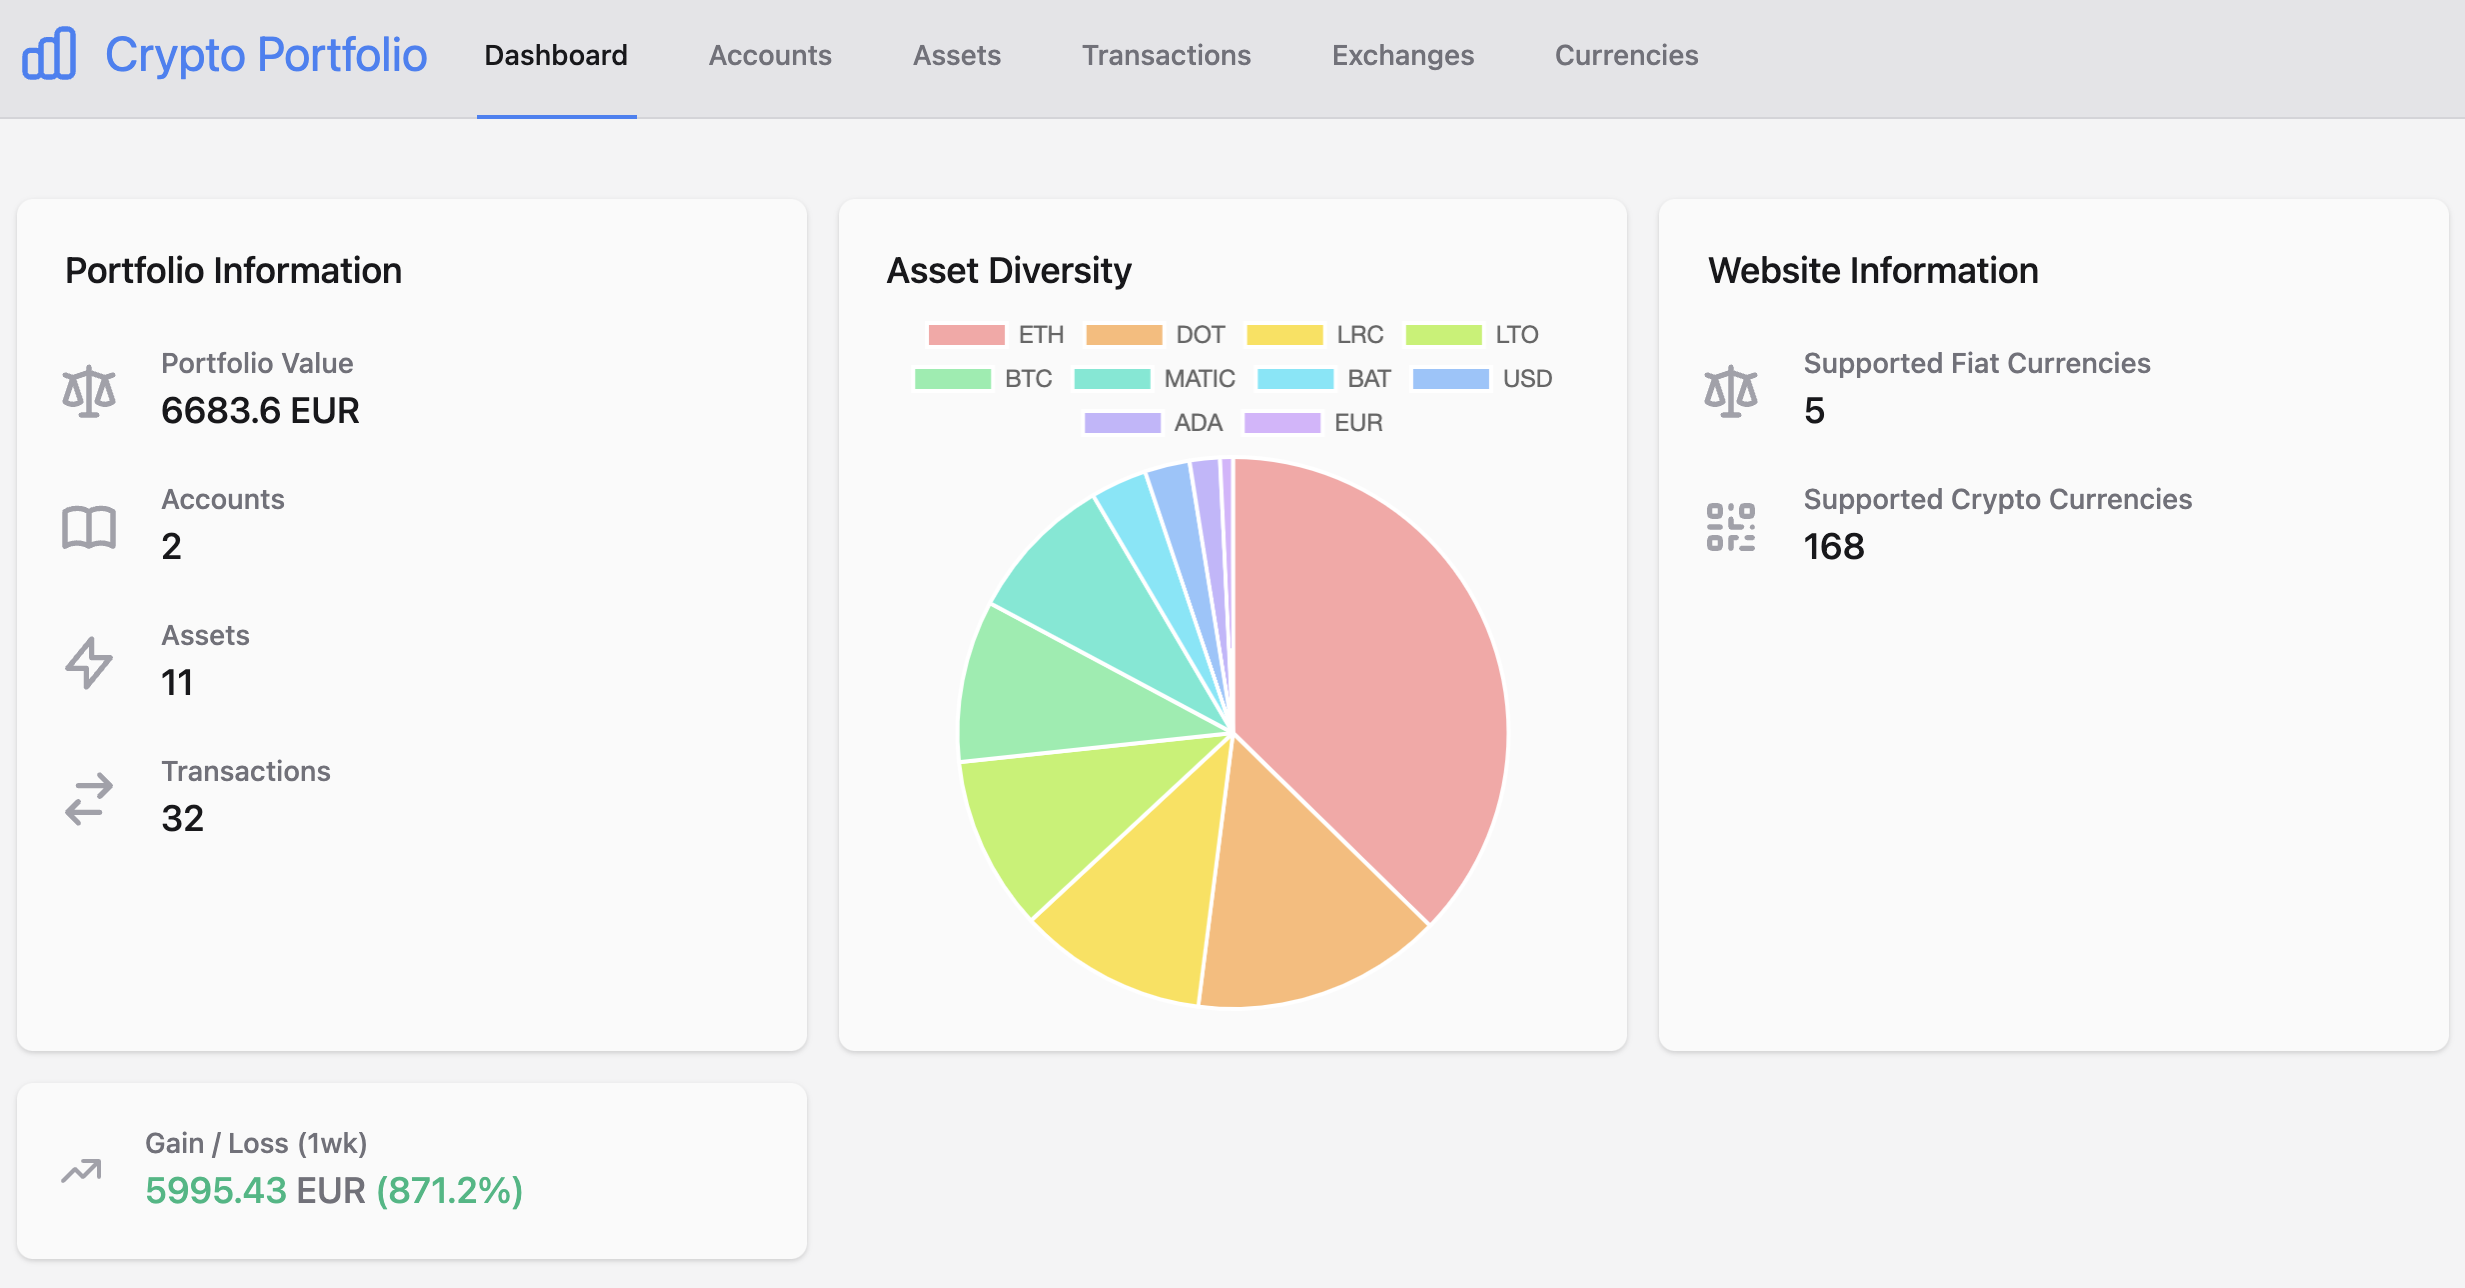 Crypto Portfolio
Dashboard
Accounts
Assets
Transactions
Exchanges
Currencies
Portfolio Information
Portfolio Value
6683.6 EUR
Accounts
2
Assets
11
Transactions
32
Asset Diversity
ETH DOT LRC LTO
BTC MATIC BAT USD
ADA EUR
Website Information
Supported Fiat Currencies
5
Supported Crypto Currencies
168
Gain / Loss (1wk)
5995.43 EUR (871.2%)